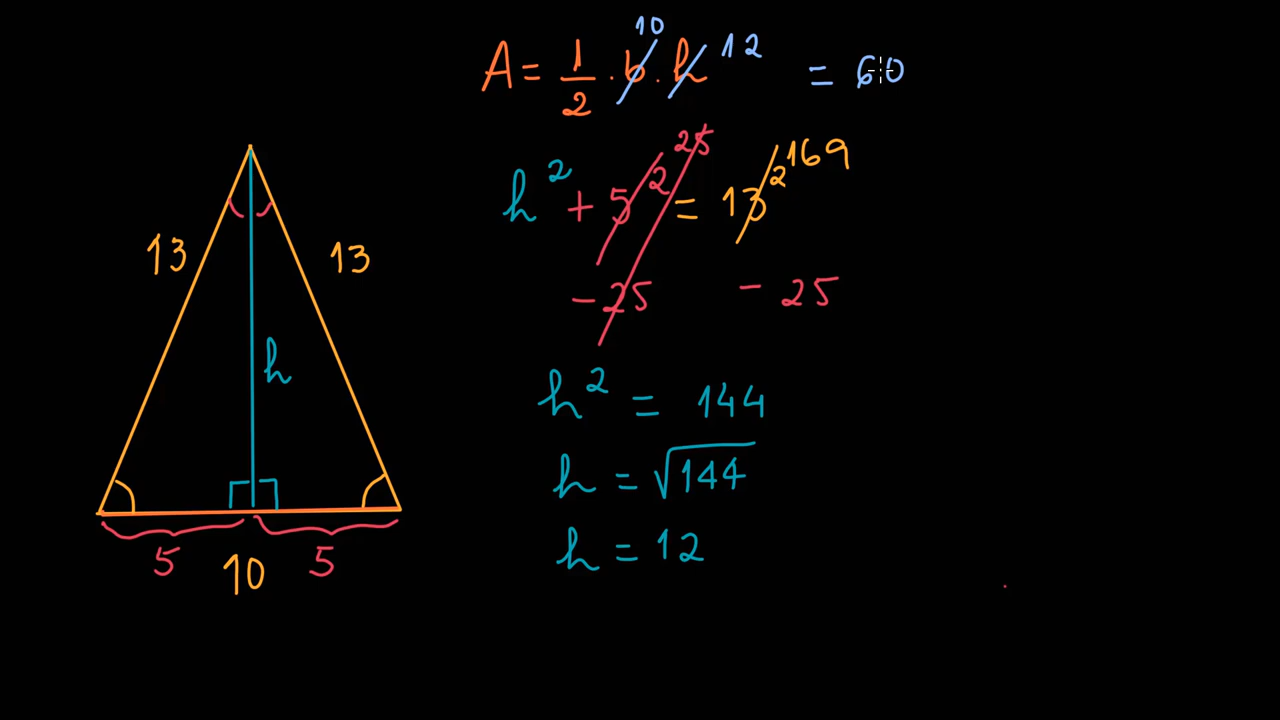 A = 1/2 · b · h 10 12 = 60
h² + 5² = 13² 25 169
- 25 - 25
h² = 144
h = √144
h = 12
13 13
h
5 10 5